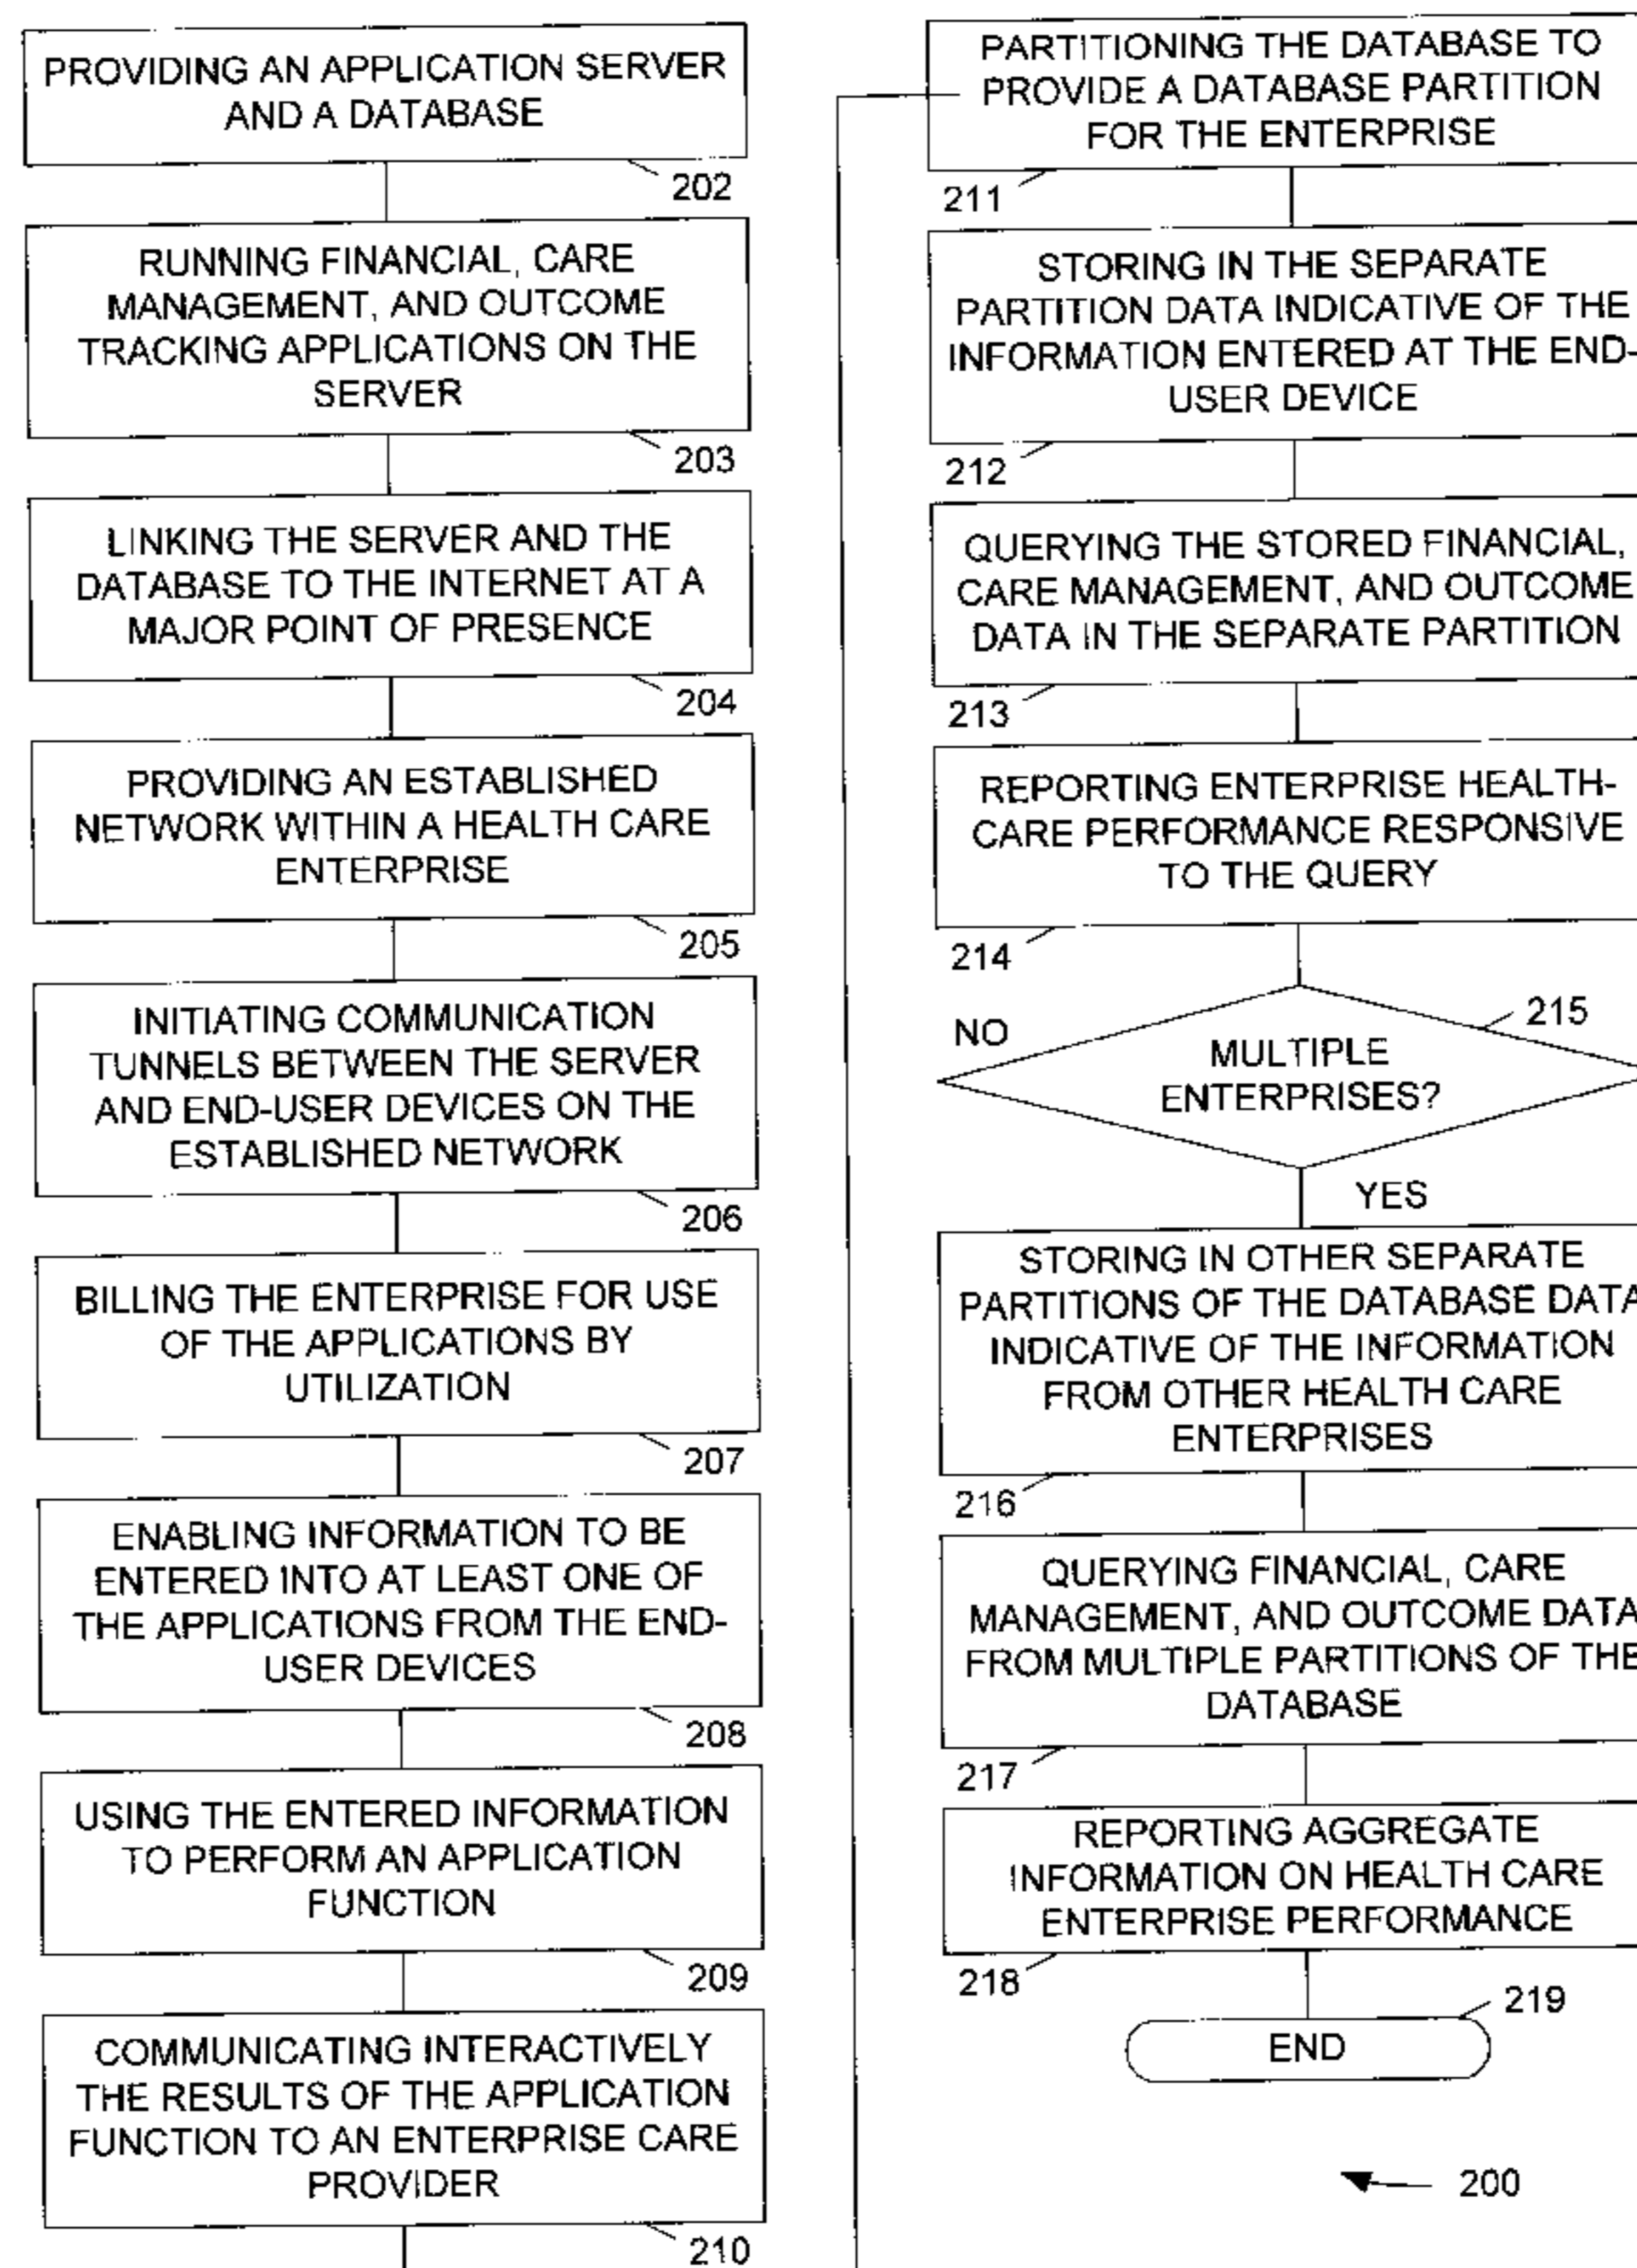 PROVIDING AN APPLICATION SERVER
AND A DATABASE
202
RUNNING FINANCIAL, CARE
MANAGEMENT, AND OUTCOME
TRACKING APPLICATIONS ON THE
SERVER
203
LINKING THE SERVER AND THE
DATABASE TO THE INTERNET AT A
MAJOR POINT OF PRESENCE
204
PROVIDING AN ESTABLISHED
NETWORK WITHIN A HEALTH CARE
ENTERPRISE
205
INITIATING COMMUNICATION
TUNNELS BETWEEN THE SERVER
AND END-USER DEVICES ON THE
ESTABLISHED NETWORK
206
BILLING THE ENTERPRISE FOR USE
OF THE APPLICATIONS BY
UTILIZATION
207
ENABLING INFORMATION TO BE
ENTERED INTO AT LEAST ONE OF
THE APPLICATIONS FROM THE END-
USER DEVICES
208
USING THE ENTERED INFORMATION
TO PERFORM AN APPLICATION
FUNCTION
209
COMMUNICATING INTERACTIVELY
THE RESULTS OF THE APPLICATION
FUNCTION TO AN ENTERPRISE CARE
PROVIDER
210
PARTITIONING THE DATABASE TO
PROVIDE A DATABASE PARTITION
FOR THE ENTERPRISE
211
STORING IN THE SEPARATE
PARTITION DATA INDICATIVE OF THE
INFORMATION ENTERED AT THE END-
USER DEVICE
212
QUERYING THE STORED FINANCIAL,
CARE MANAGEMENT, AND OUTCOME
DATA IN THE SEPARATE PARTITION
213
REPORTING ENTERPRISE HEALTH-
CARE PERFORMANCE RESPONSIVE
TO THE QUERY
214
215
NO
MULTIPLE
ENTERPRISES?
YES
STORING IN OTHER SEPARATE
PARTITIONS OF THE DATABASE DATA
INDICATIVE OF THE INFORMATION
FROM OTHER HEALTH CARE
ENTERPRISES
216
QUERYING FINANCIAL, CARE
MANAGEMENT, AND OUTCOME DATA
FROM MULTIPLE PARTITIONS OF THE
DATABASE
217
REPORTING AGGREGATE
INFORMATION ON HEALTH CARE
ENTERPRISE PERFORMANCE
218
219
END
200